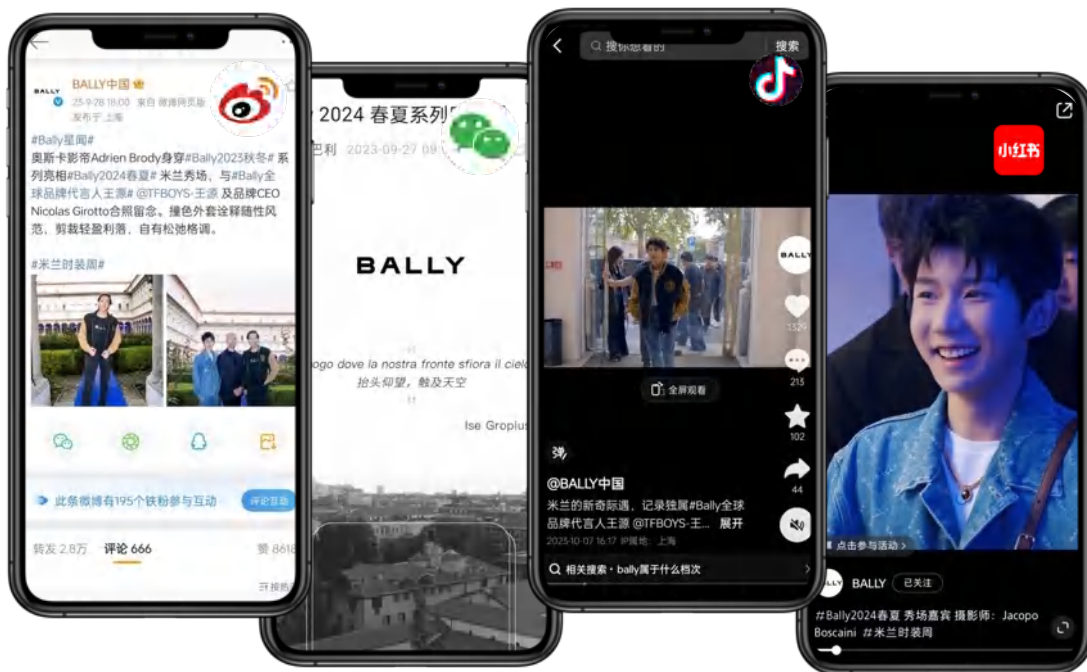 BALLY
BALLY中国
23-9-28 18:00 来自 微博网页版
发布于 上海
#Bally星闻#
奥斯卡影帝Adrien Brody身穿#Bally2023秋冬# 系
列亮相#Bally2024春夏# 米兰秀场，与#Bally全
球品牌代言人王源# @TFBOYS-王源 及品牌CEO
Nicolas Girotto合照留念。撞色外套诠释随性风
范，剪裁轻盈利落，自有松弛格调。
#米兰时装周#
此条微博有195个铁粉参与互动
评论互动
转发 2.8万 评论 666 赞 8618
2024 春夏系列
巴利 2023-09-27 09
BALLY
ogo dove la nostra fronte sfiora il cielo
抬头仰望，触及天空
Ise Gropius
搜你想看的 搜索
BALLY
1329
213
全屏观看
102
弹
44
@BALLY中国
米兰的新奇际遇，记录独属#Bally全球
品牌代言人王源 @TFBOYS-王... 展开
2023-10-07 16:17 IP属地：上海
相关搜索・bally属于什么档次
小红书
点击参与活动
LLY BALLY 已关注
#Bally2024春夏 秀场嘉宾 摄影师：Jacopo
Boscaini #米兰时装周